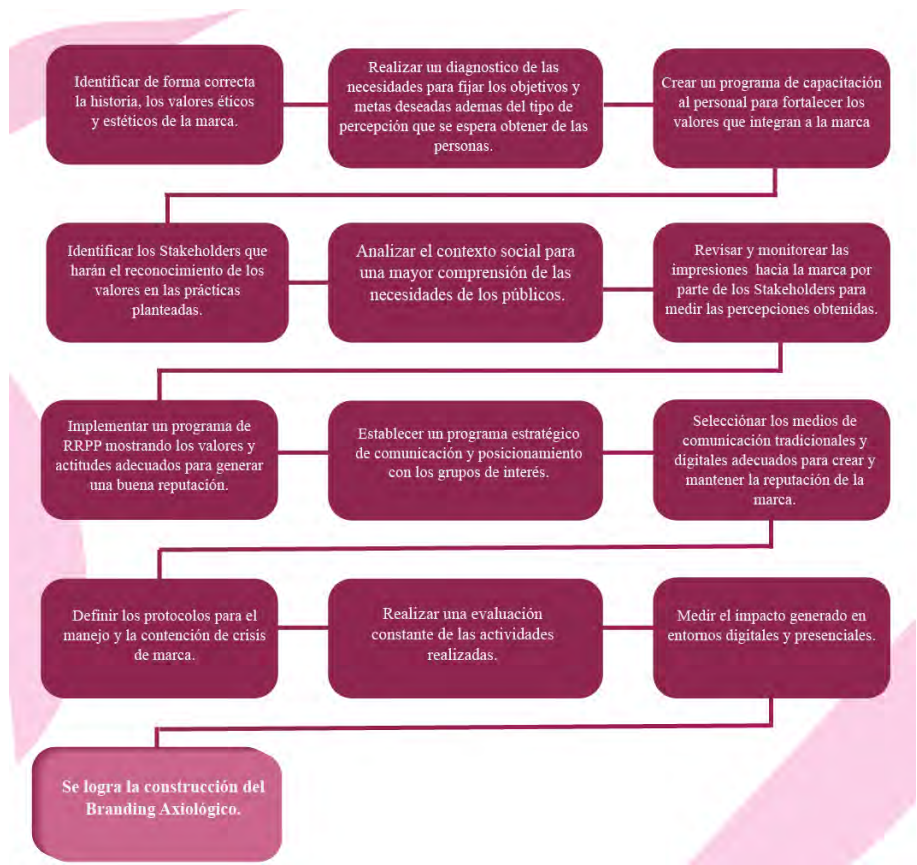 Identificar de forma correcta
la historia, los valores éticos
y estéticos de la marca.
Realizar un diagnostico de las
necesidades para fijar los objetivos y
metas deseadas ademas del tipo de
percepción que se espera obtener de las
personas.
Crear un programa de capacitación
al personal para fortalecer los
valores que integran a la marca
Identificar los Stakeholders que
harán el reconocimiento de los
valores en las prácticas
planteadas.
Analizar el contexto social para
una mayor comprensión de las
necesidades de los públicos.
Revisar y monitorear las
impresiones hacia la marca por
parte de los Stakeholders para
medir las percepciones obtenidas.
Implementar un programa de
RRPP mostrando los valores y
actitudes adecuados para generar
una buena reputación.
Establecer un programa estratégico
de comunicación y posicionamiento
con los grupos de interés.
Selecciónar los medios de
comunicación tradicionales y
digitales adecuados para crear y
mantener la reputación de la
marca.
Definir los protocolos para el
manejo y la contención de crisis
de marca.
Realizar una evaluación
constante de las actividades
realizadas.
Medir el impacto generado en
entornos digitales y presenciales.
Se logra la construcción del
Branding Axiológico.